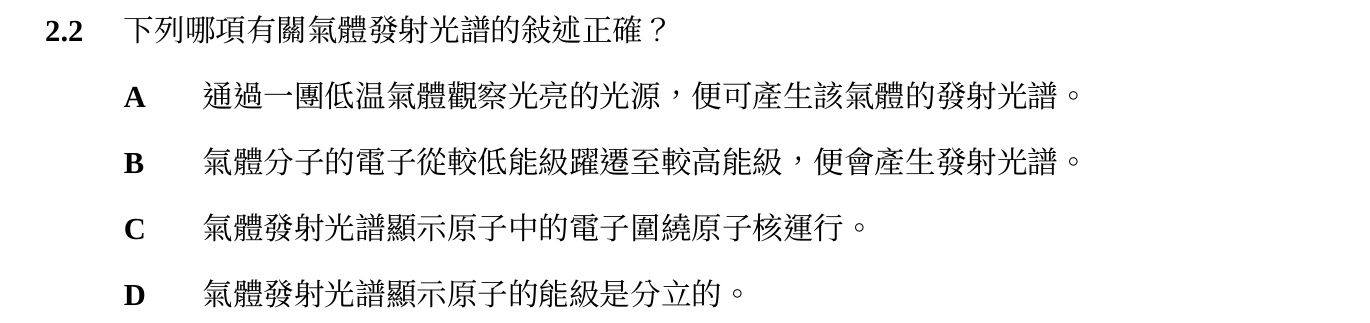 2.2 下列哪項有關氣體發射光譜的敍述正確？
A 通過一團低温氣體觀察光亮的光源，便可產生該氣體的發射光譜。
B 氣體分子的電子從較低能級躍遷至較高能級，便會產生發射光譜。
C 氣體發射光譜顯示原子中的電子圍繞原子核運行。
D 氣體發射光譜顯示原子的能級是分立的。